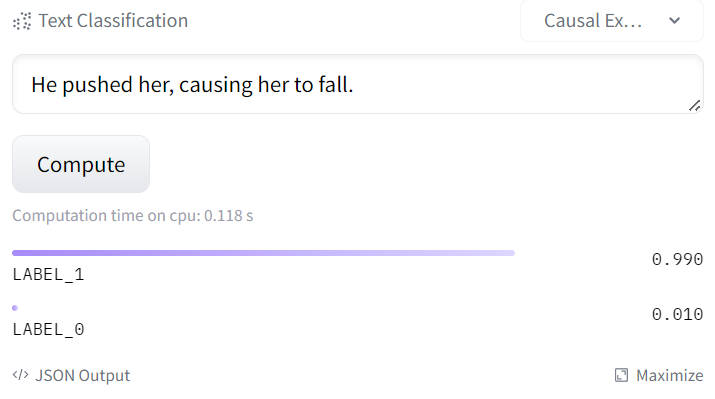 Text Classification
Causal Ex...
He pushed her, causing her to fall.
Compute
Computation time on cpu: 0.118 s
0.990
LABEL_1
0.010
LABEL_0
</> JSON Output
Maximize